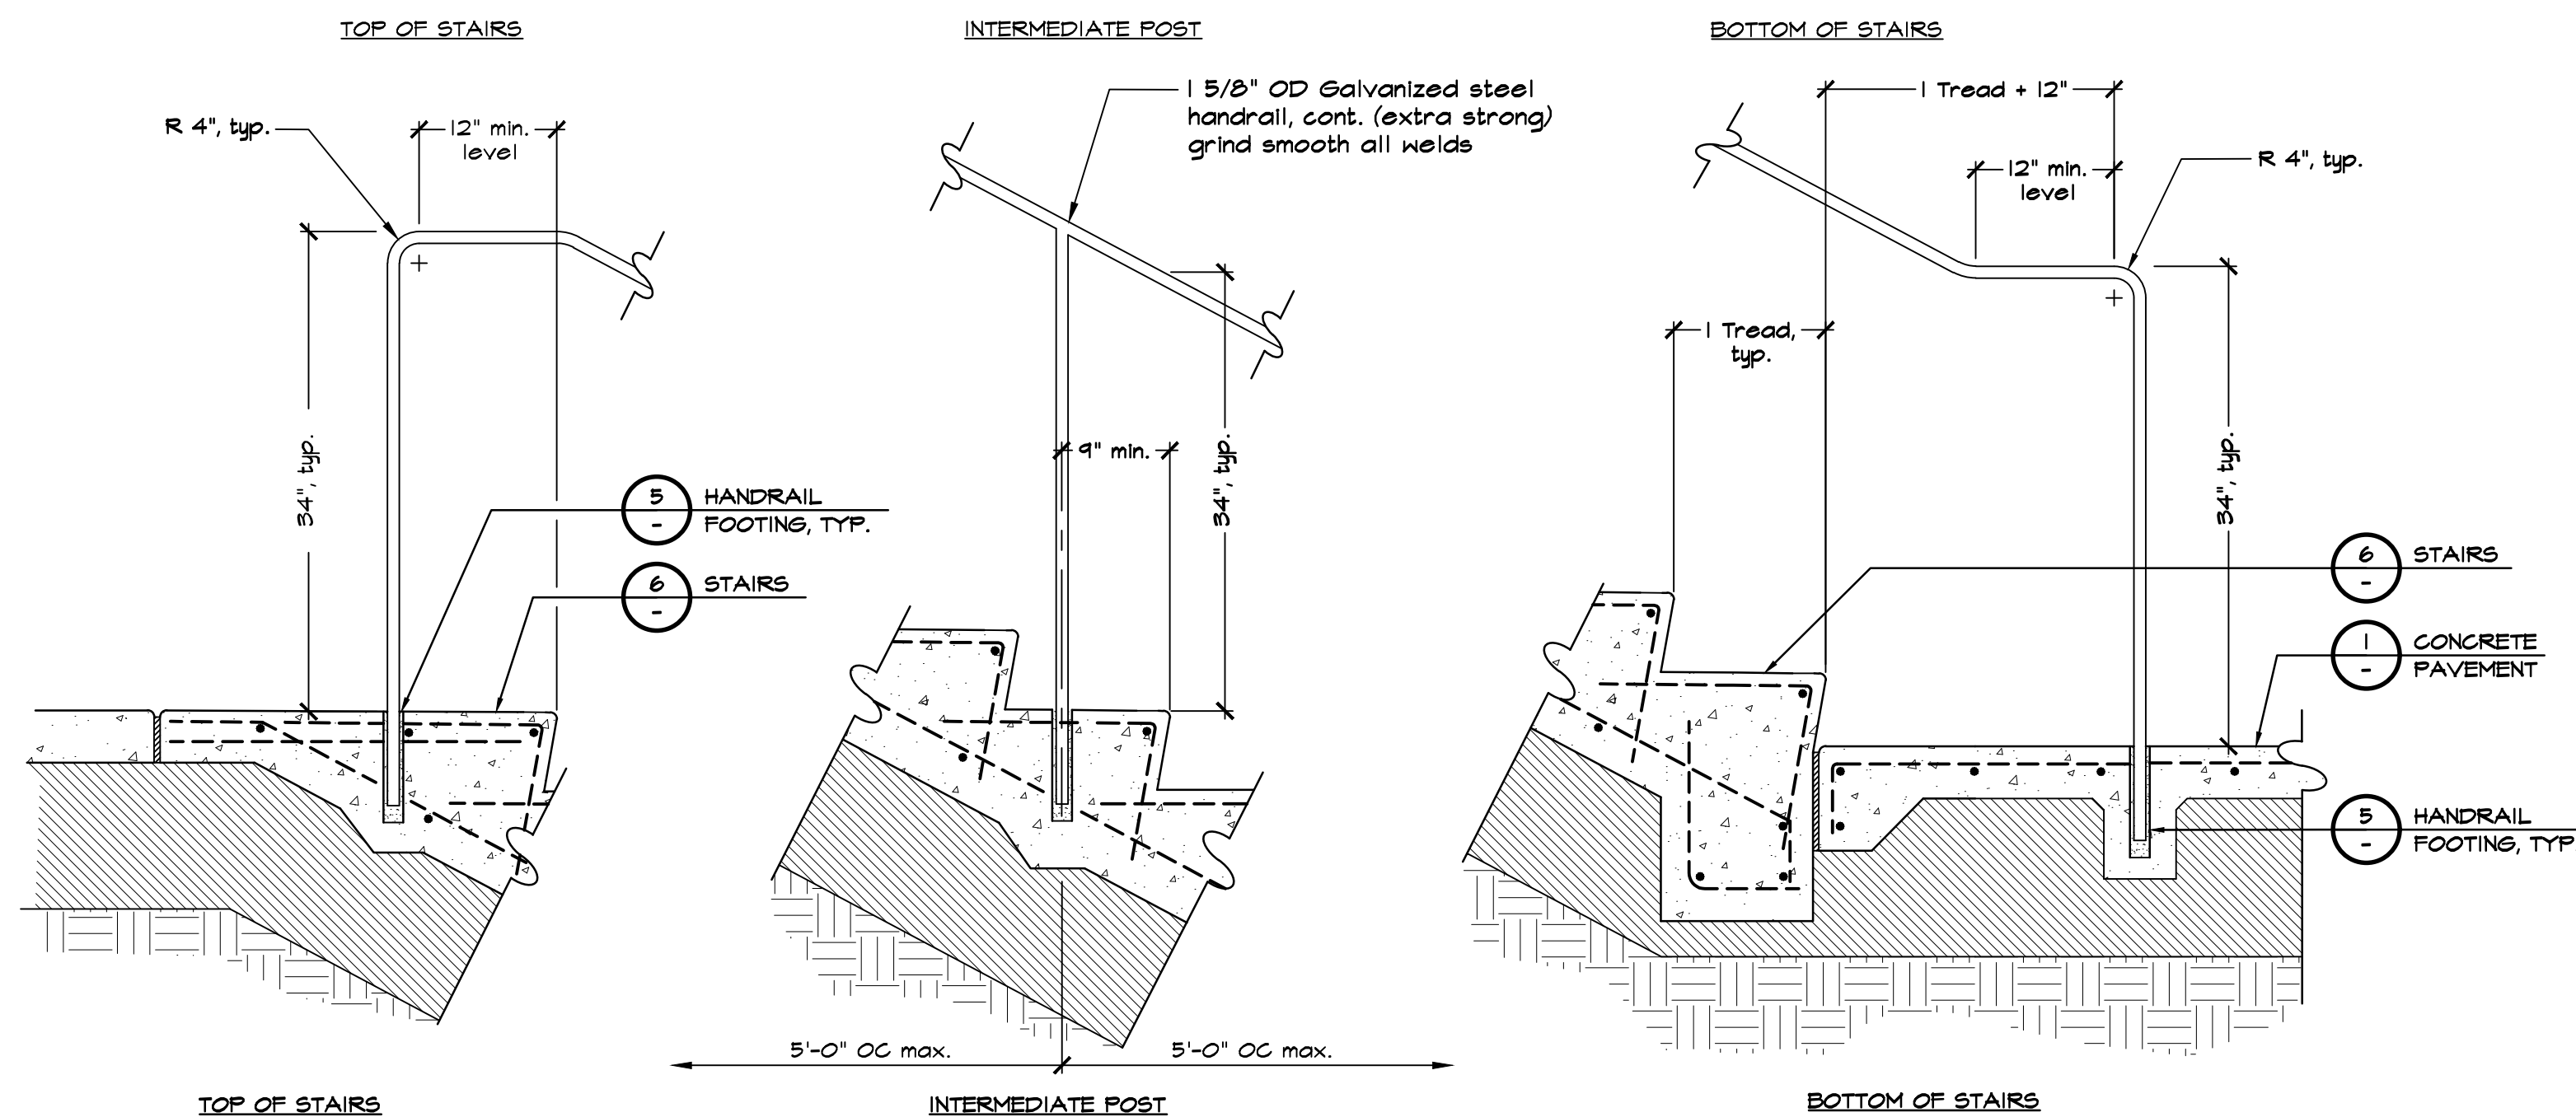 TOP OF STAIRS
R 4", typ.
12" min.
level
34", typ.
5
-
HANDRAIL
FOOTING, TYP.
6
-
STAIRS
TOP OF STAIRS
INTERMEDIATE POST
1 5/8" OD Galvanized steel
handrail, cont. (extra strong)
grind smooth all welds
9" min.
34", typ.
5'-0" OC max.
5'-0" OC max.
INTERMEDIATE POST
BOTTOM OF STAIRS
1 Tread + 12"
12" min.
level
R 4", typ.
1 Tread,
typ.
34", typ.
6
-
STAIRS
1
-
CONCRETE
PAVEMENT
5
-
HANDRAIL
FOOTING, TYP
BOTTOM OF STAIRS